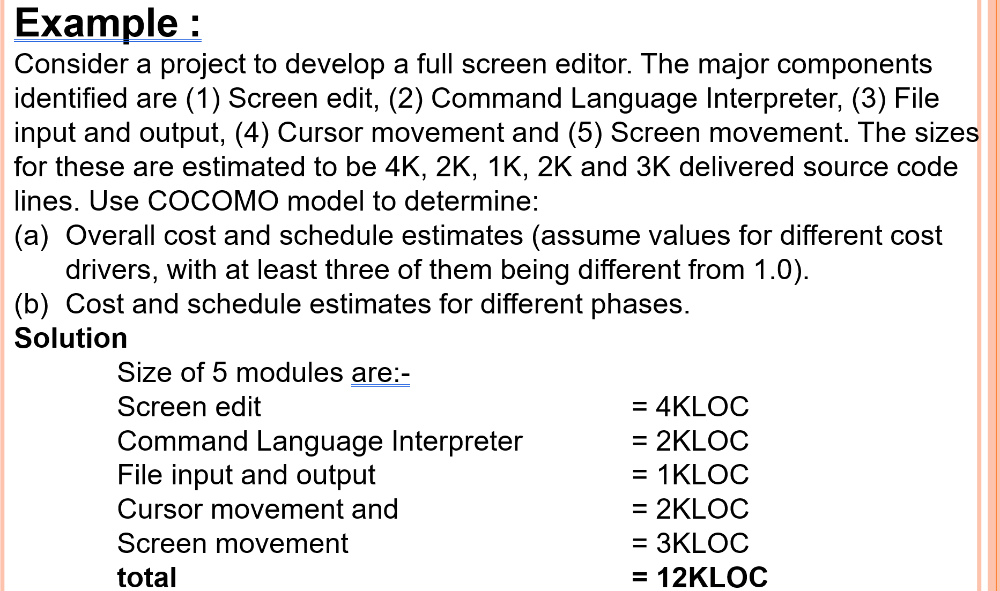 Example :
Consider a project to develop a full screen editor. The major components
identified are (1) Screen edit, (2) Command Language Interpreter, (3) File
input and output, (4) Cursor movement and (5) Screen movement. The sizes
for these are estimated to be 4K, 2K, 1K, 2K and 3K delivered source code
lines. Use COCOMO model to determine:
(a) Overall cost and schedule estimates (assume values for different cost
drivers, with at least three of them being different from 1.0).
(b) Cost and schedule estimates for different phases.
Solution
Size of 5 modules are:-
Screen edit = 4KLOC
Command Language Interpreter = 2KLOC
File input and output = 1KLOC
Cursor movement and = 2KLOC
Screen movement = 3KLOC
total = 12KLOC